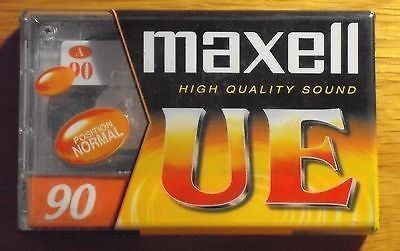 A
90
maxell
HIGH QUALITY SOUND
POSITION
NORMAL
UE
90